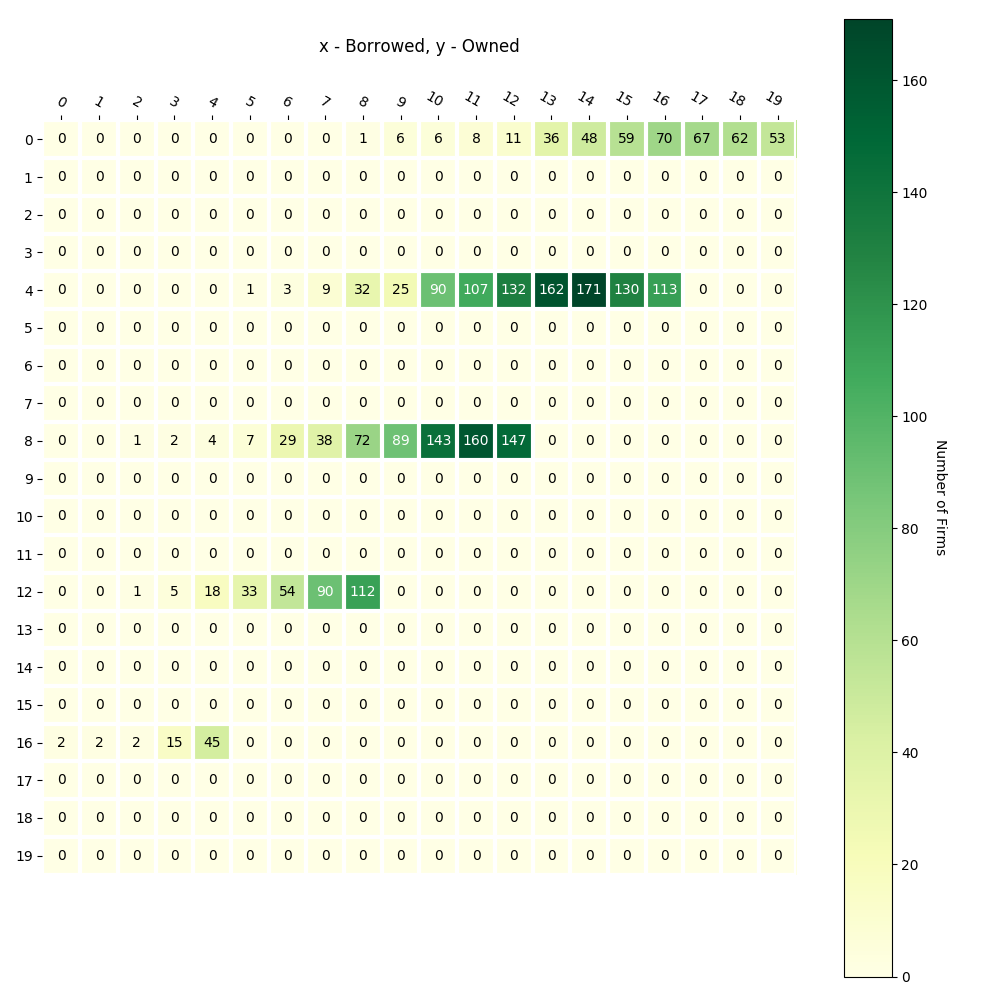 x - Borrowed, y - Owned
0 1 2 3 4 5 6 7 8 9 10 11 12 13 14 15 16 17 18 19
0 0 0 0 0 0 0 0 0 1 6 6 8 11 36 48 59 70 67 62 53
1 0 0 0 0 0 0 0 0 0 0 0 0 0 0 0 0 0 0 0 0
2 0 0 0 0 0 0 0 0 0 0 0 0 0 0 0 0 0 0 0 0
3 0 0 0 0 0 0 0 0 0 0 0 0 0 0 0 0 0 0 0 0
4 0 0 0 0 0 1 3 9 32 25 90 107 132 162 171 130 113 0 0 0
5 0 0 0 0 0 0 0 0 0 0 0 0 0 0 0 0 0 0 0 0
6 0 0 0 0 0 0 0 0 0 0 0 0 0 0 0 0 0 0 0 0
7 0 0 0 0 0 0 0 0 0 0 0 0 0 0 0 0 0 0 0 0
8 0 0 1 2 4 7 29 38 72 89 143 160 147 0 0 0 0 0 0 0
9 0 0 0 0 0 0 0 0 0 0 0 0 0 0 0 0 0 0 0 0
10 0 0 0 0 0 0 0 0 0 0 0 0 0 0 0 0 0 0 0 0
11 0 0 0 0 0 0 0 0 0 0 0 0 0 0 0 0 0 0 0 0
12 0 0 1 5 18 33 54 90 112 0 0 0 0 0 0 0 0 0 0 0
13 0 0 0 0 0 0 0 0 0 0 0 0 0 0 0 0 0 0 0 0
14 0 0 0 0 0 0 0 0 0 0 0 0 0 0 0 0 0 0 0 0
15 0 0 0 0 0 0 0 0 0 0 0 0 0 0 0 0 0 0 0 0
16 2 2 2 15 45 0 0 0 0 0 0 0 0 0 0 0 0 0 0 0
17 0 0 0 0 0 0 0 0 0 0 0 0 0 0 0 0 0 0 0 0
18 0 0 0 0 0 0 0 0 0 0 0 0 0 0 0 0 0 0 0 0
19 0 0 0 0 0 0 0 0 0 0 0 0 0 0 0 0 0 0 0 0
160
140
120
100
80
60
40
20
0
Number of Firms